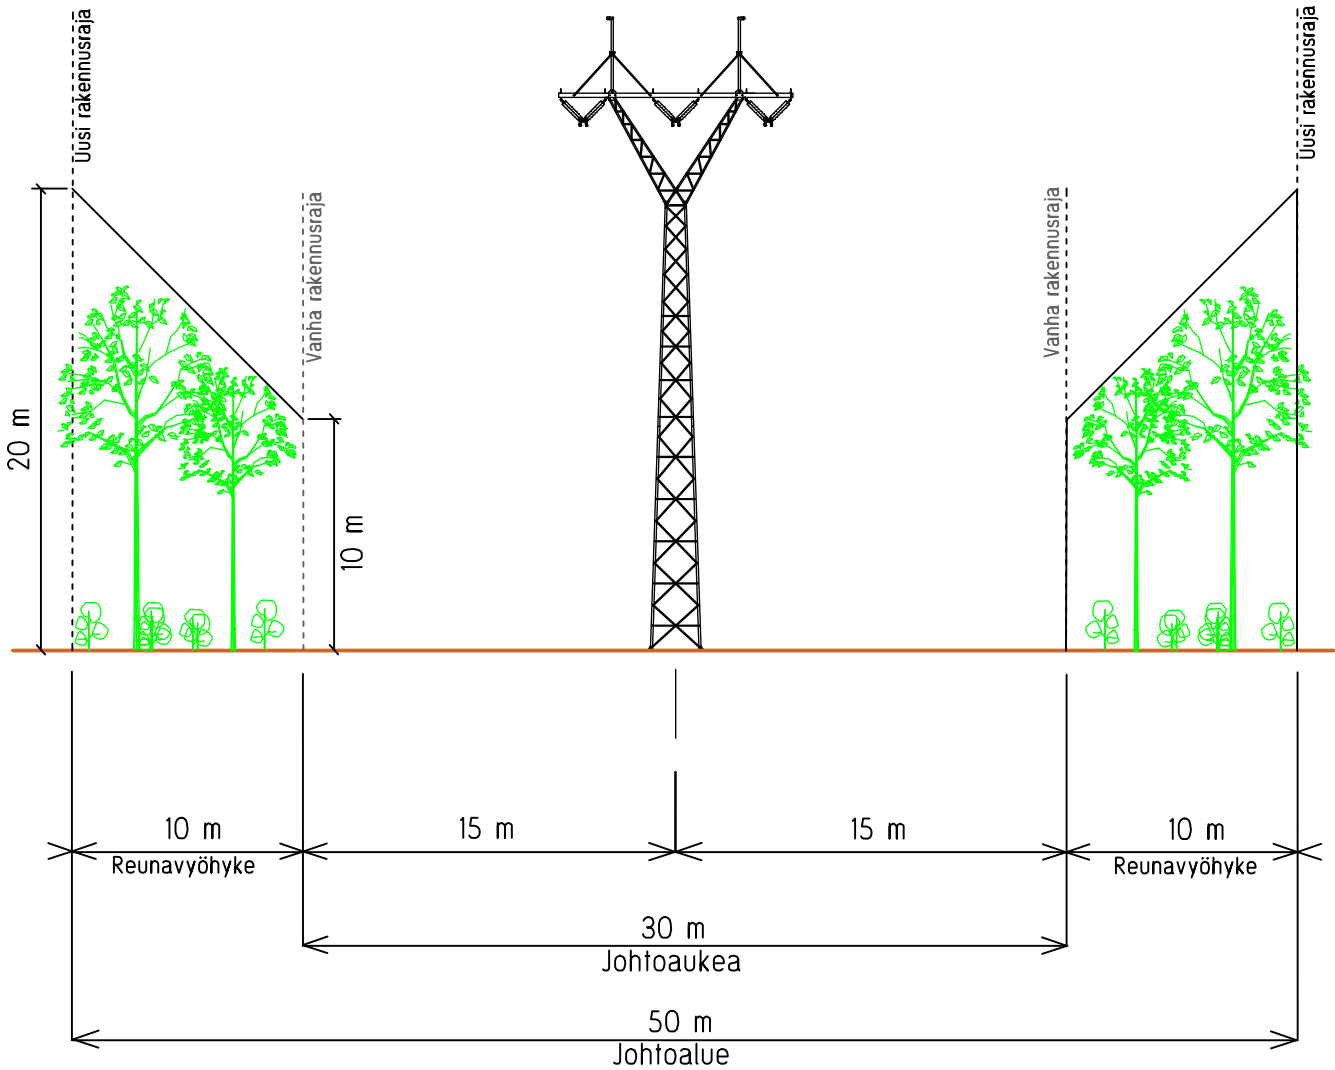 Uusi rakennusraja
Uusi rakennusraja
Vanha rakennusraja
Vanha rakennusraja
20 m
10 m
10 m
15 m
15 m
10 m
Reunavyöhyke
Reunavyöhyke
30 m
Johtoaukea
50 m
Johtoalue